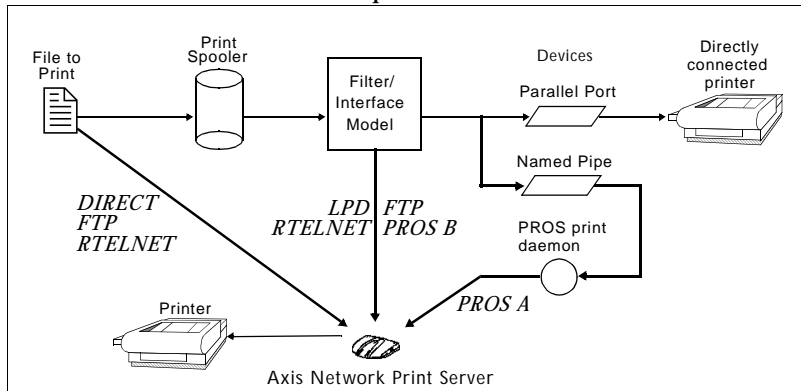 File to
Print
Print
Spooler
Filter/
Interface
Model
Devices
Parallel Port
Directly
connected
printer
Named Pipe
DIRECT
FTP
RTELNET
LPD FTP
RTELNET PROS B
PROS print
daemon
PROS A
Printer
Axis Network Print Server